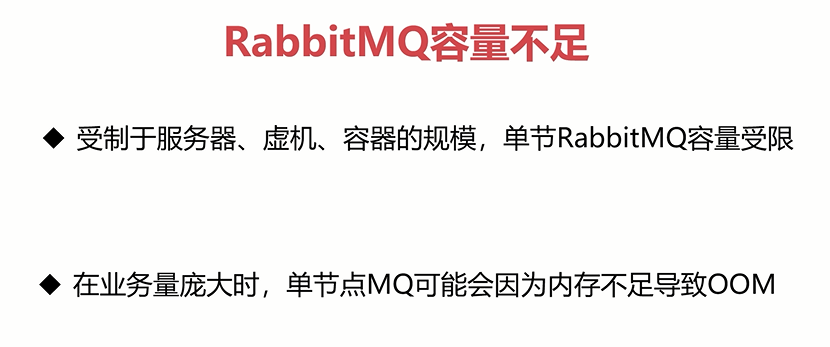 RabbitMQ容量不足
◆ 受制于服务器、虚机、容器的规模，单节RabbitMQ容量受限
◆ 在业务量庞大时，单节点MQ可能会因为内存不足导致OOM